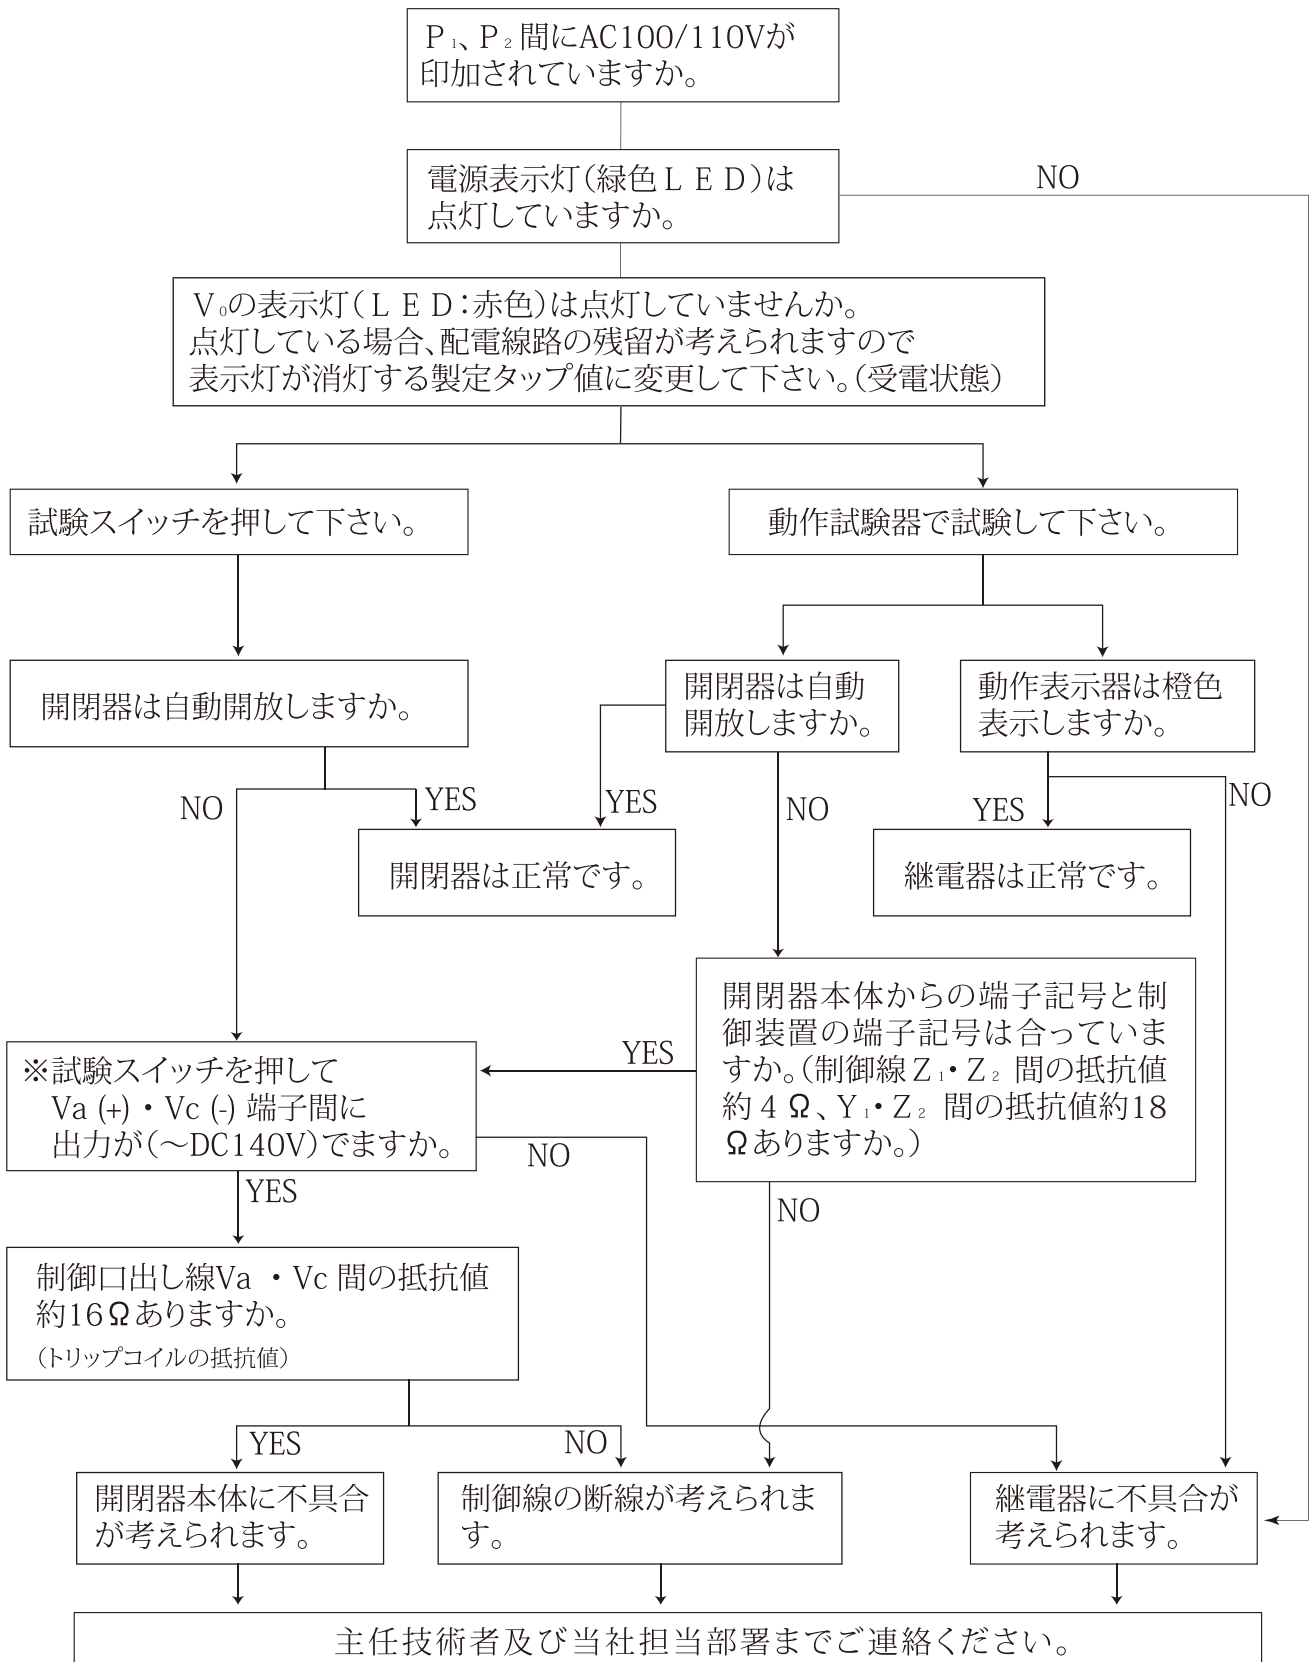 P₁、P₂間にAC100/110Vが
印加されていますか。
電源表示灯(緑色ＬＥＤ)は
点灯していますか。
NO
V₀の表示灯(ＬＥＤ:赤色)は点灯していませんか。
点灯している場合、配電線路の残留が考えられますので
表示灯が消灯する製定タップ値に変更して下さい。(受電状態)
試験スイッチを押して下さい。
動作試験器で試験して下さい。
開閉器は自動開放しますか。
開閉器は自動
開放しますか。
動作表示器は橙色
表示しますか。
NO
YES
YES
NO
YES
NO
開閉器は正常です。
継電器は正常です。
開閉器本体からの端子記号と制
御装置の端子記号は合っていま
すか。(制御線Z₁・Z₂ 間の抵抗値
約4Ω、Y₁・Z₂ 間の抵抗値約18
Ωありますか。)
YES
NO
※試験スイッチを押して
Va (+)・Vc (-) 端子間に
出力が(～DC140V)でますか。
NO
YES
制御口出し線Va ・Vc 間の抵抗値
約16Ωありますか。
(トリップコイルの抵抗値)
YES
NO
開閉器本体に不具合
が考えられます。
制御線の断線が考えられま
す。
継電器に不具合が
考えられます。
主任技術者及び当社担当部署までご連絡ください。